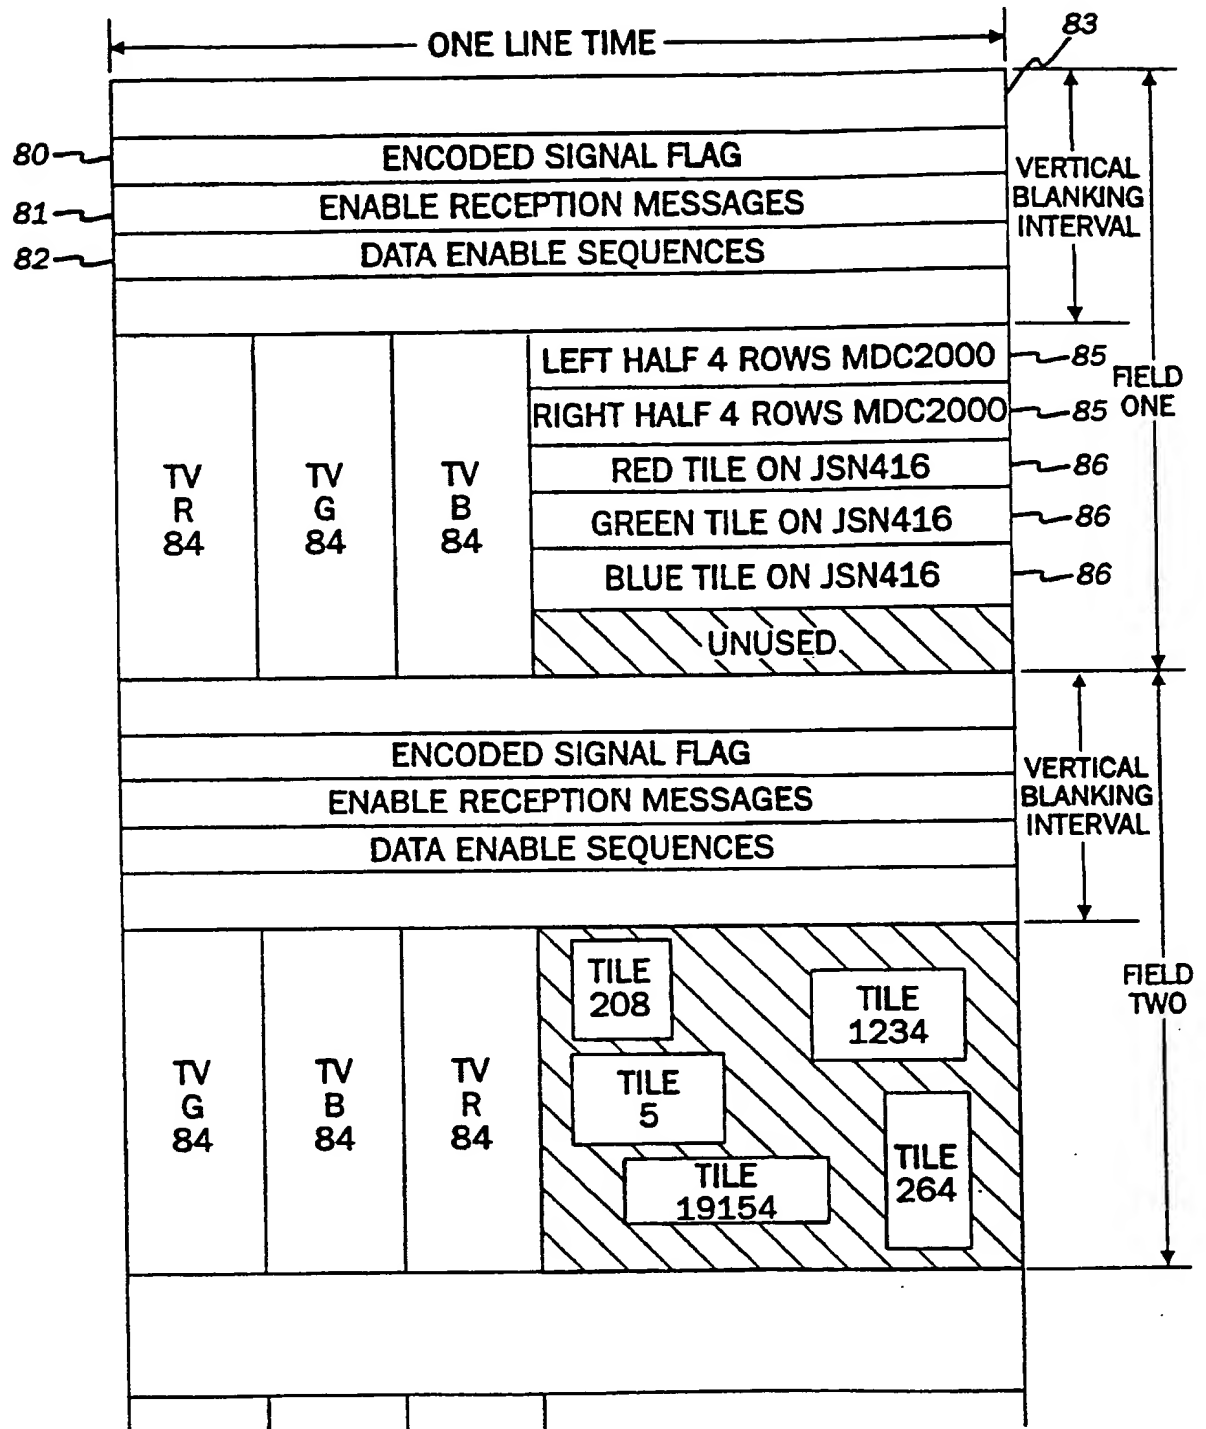 ONE LINE TIME
83
80
ENCODED SIGNAL FLAG
81
ENABLE RECEPTION MESSAGES
82
DATA ENABLE SEQUENCES
VERTICAL
BLANKING
INTERVAL
LEFT HALF 4 ROWS MDC2000
85
RIGHT HALF 4 ROWS MDC2000
85
FIELD
ONE
TV
R
84
TV
G
84
TV
B
84
RED TILE ON JSN416
86
GREEN TILE ON JSN416
86
BLUE TILE ON JSN416
86
UNUSED
ENCODED SIGNAL FLAG
ENABLE RECEPTION MESSAGES
DATA ENABLE SEQUENCES
VERTICAL
BLANKING
INTERVAL
TV
G
84
TV
B
84
TV
R
84
TILE
208
TILE
1234
TILE
5
TILE
264
TILE
19154
FIELD
TWO